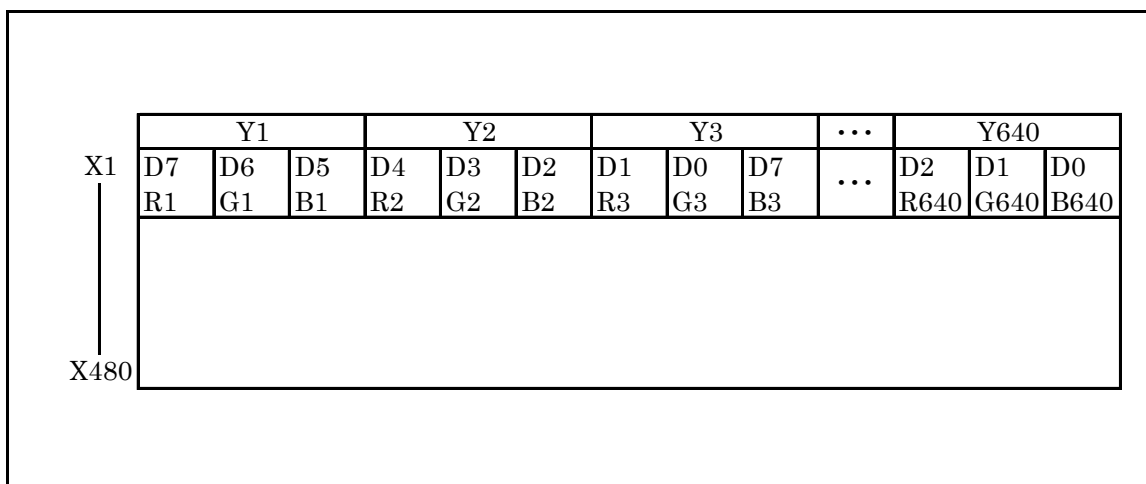 Y1 Y2 Y3 ··· Y640
X1 D7 D6 D5 D4 D3 D2 D1 D0 D7 ··· D2 D1 D0
R1 G1 B1 R2 G2 B2 R3 G3 B3 R640 G640 B640
X480